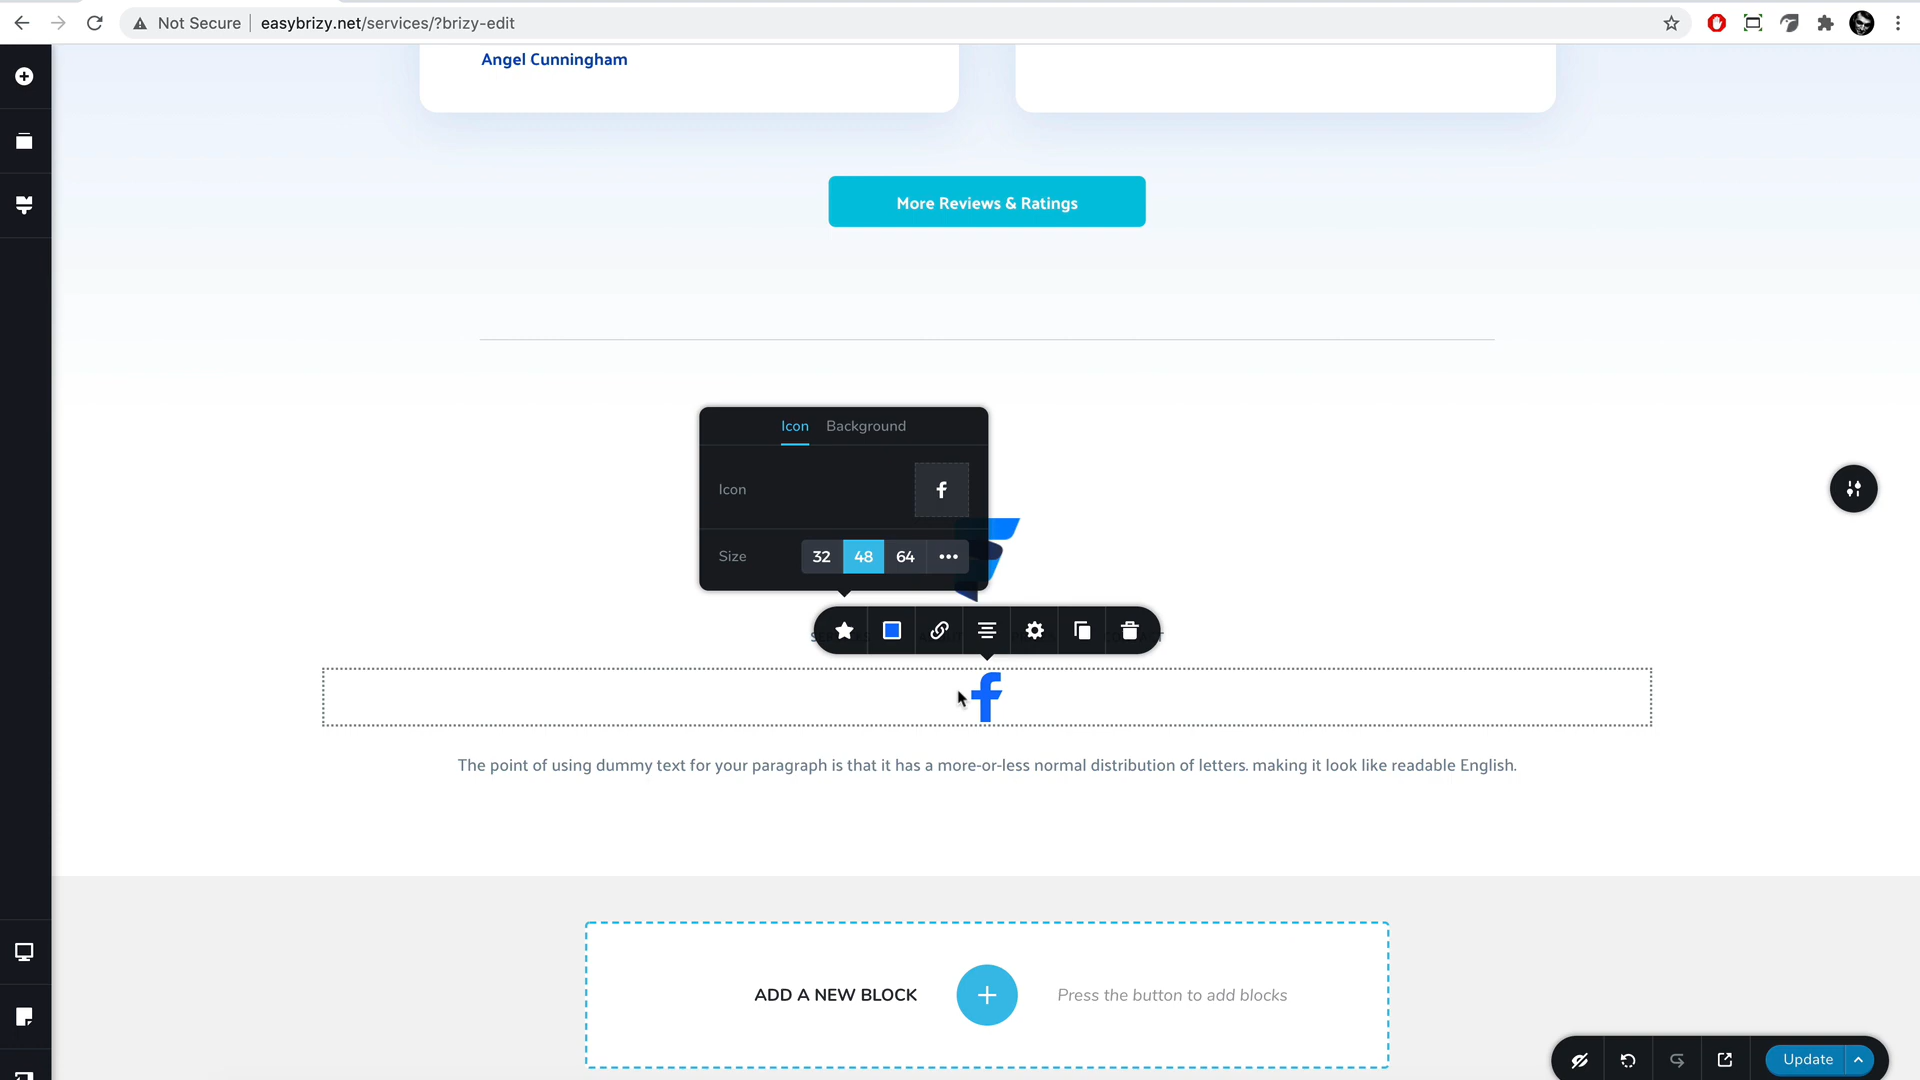 Not Secure
easybrizy.net/services/?brizy-edit
Angel Cunningham
More Reviews & Ratings
Icon Background
Icon
Size 32 48 64
The point of using dummy text for your paragraph is that it has a more-or-less normal distribution of letters. making it look like readable English.
ADD A NEW BLOCK
Press the button to add blocks
Update